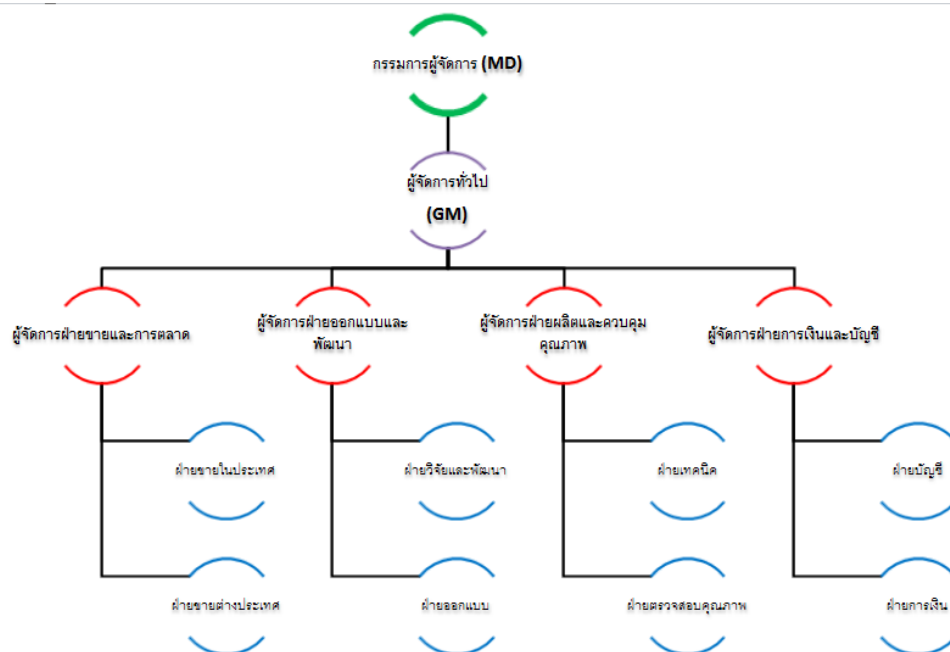 กรรมการผู้จัดการ (MD)
ผู้จัดการทั่วไป
(GM)
ผู้จัดการฝ่ายขายและการตลาด
ผู้จัดการฝ่ายออกแบบและ
พัฒนา
ผู้จัดการฝ่ายผลิตและควบคุม
คุณภาพ
ผู้จัดการฝ่ายการเงินและบัญชี
ฝ่ายขายในประเทศ
ฝ่ายวิจัยและพัฒนา
ฝ่ายเทคนิค
ฝ่ายบัญชี
ฝ่ายขายต่างประเทศ
ฝ่ายออกแบบ
ฝ่ายตรวจสอบคุณภาพ
ฝ่ายการเงิน